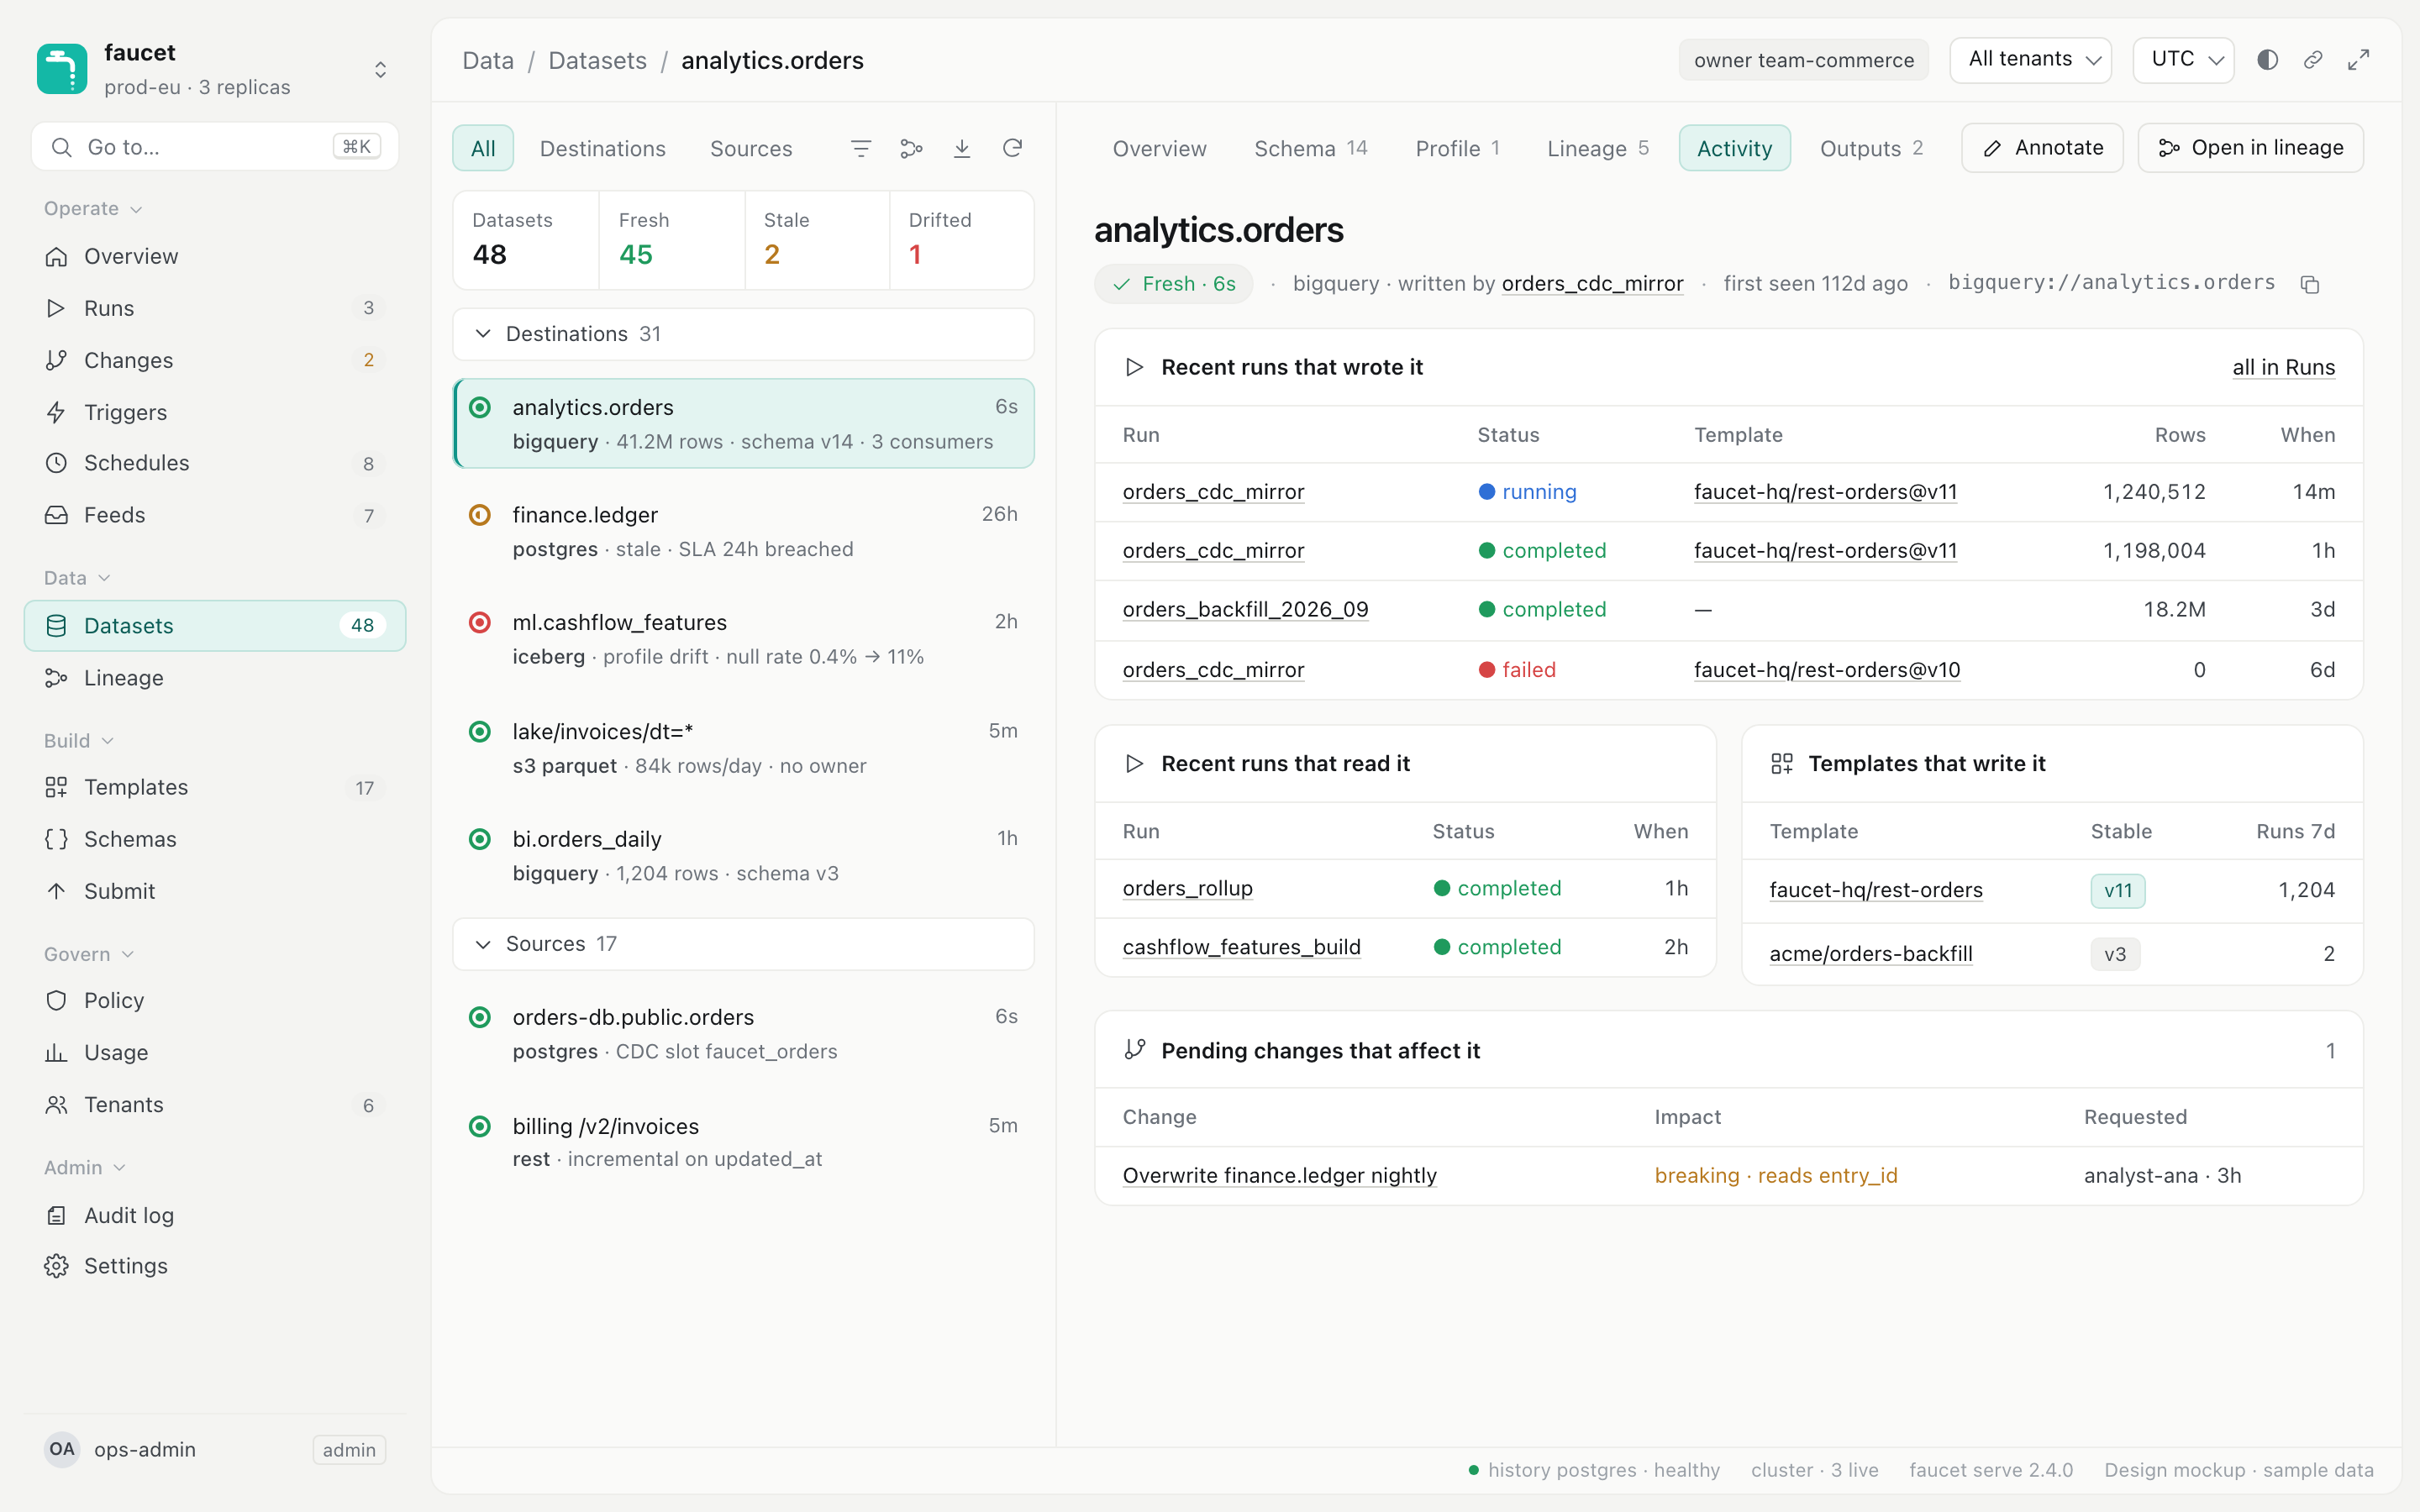 faucet
prod-eu · 3 replicas
Go to...
⌘K
Operate
Overview
Runs 3
Changes 2
Triggers
Schedules 8
Feeds 7
Data
Datasets 48
Lineage
Build
Templates 17
Schemas
Submit
Govern
Policy
Usage
Tenants 6
Admin
Audit log
Settings
OA ops-admin admin
Data / Datasets / analytics.orders
owner team-commerce
All tenants
UTC
All Destinations Sources
Datasets Fresh Stale Drifted
48 45 2 1
Destinations 31
analytics.orders 6s
bigquery · 41.2M rows · schema v14 · 3 consumers
finance.ledger 26h
postgres · stale · SLA 24h breached
ml.cashflow_features 2h
iceberg · profile drift · null rate 0.4% → 11%
lake/invoices/dt=* 5m
s3 parquet · 84k rows/day · no owner
bi.orders_daily 1h
bigquery · 1,204 rows · schema v3
Sources 17
orders-db.public.orders 6s
postgres · CDC slot faucet_orders
billing /v2/invoices 5m
rest · incremental on updated_at
Overview Schema 14 Profile 1 Lineage 5 Activity Outputs 2
Annotate
Open in lineage
analytics.orders
Fresh · 6s · bigquery · written by orders_cdc_mirror · first seen 112d ago · bigquery://analytics.orders
Recent runs that wrote it all in Runs
Run Status Template Rows When
orders_cdc_mirror running faucet-hq/rest-orders@v11 1,240,512 14m
orders_cdc_mirror completed faucet-hq/rest-orders@v11 1,198,004 1h
orders_backfill_2026_09 completed — 18.2M 3d
orders_cdc_mirror failed faucet-hq/rest-orders@v10 0 6d
Recent runs that read it
Run Status When
orders_rollup completed 1h
cashflow_features_build completed 2h
Templates that write it
Template Stable Runs 7d
faucet-hq/rest-orders v11 1,204
acme/orders-backfill v3 2
Pending changes that affect it 1
Change Impact Requested
Overwrite finance.ledger nightly breaking · reads entry_id analyst-ana · 3h
history postgres · healthy cluster · 3 live faucet serve 2.4.0 Design mockup · sample data